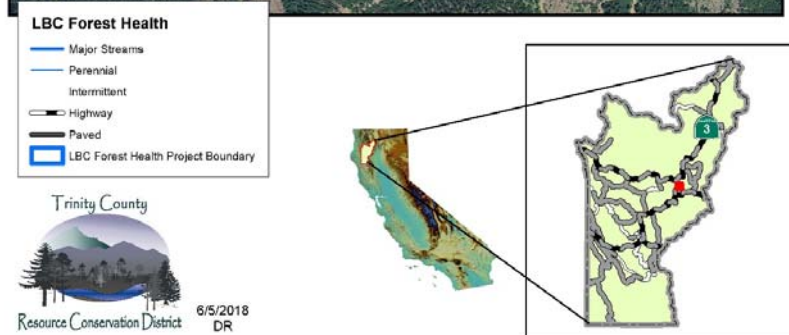 LBC Forest Health
Major Streams
Perennial
Intermittent
Highway
Paved
LBC Forest Health Project Boundary
3
Trinity County
Resource Conservation District
6/5/2018
DR